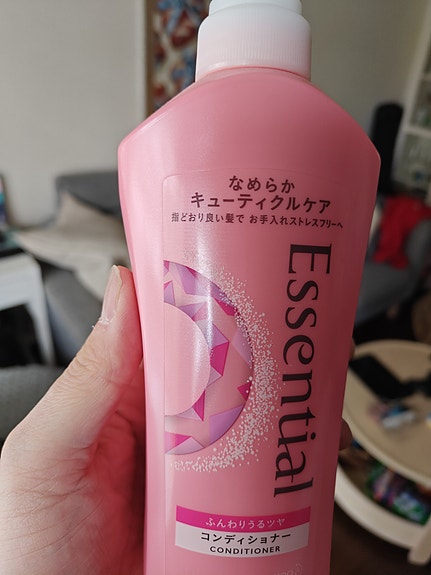 なめらか
キューティクルケア
指どおり良い髪で お手入れストレスフリーへ
Essential
ふんわりうるツヤ
コンディショナー
CONDITIONER